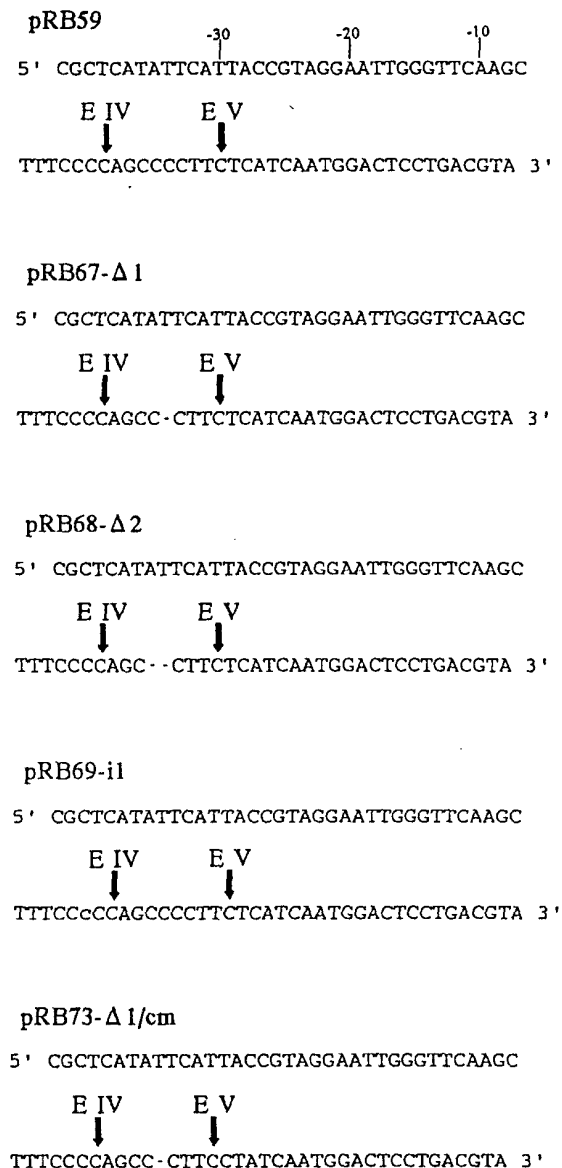 pRB59
-30 -20 -10
5' CGCTCATATTCATTACCGTAGGAATTGGGTTCAAGC
E IV E V
TTTCCCCAGCCCCTTCTCATCAATGGACTCCTGACGTA 3'
pRB67-Δ1
5' CGCTCATATTCATTACCGTAGGAATTGGGTTCAAGC
E IV E V
TTTCCCCAGCC-CTTCTCATCAATGGACTCCTGACGTA 3'
pRB68-Δ2
5' CGCTCATATTCATTACCGTAGGAATTGGGTTCAAGC
E IV E V
TTTCCCCAGC--CTTCTCATCAATGGACTCCTGACGTA 3'
pRB69-i1
5' CGCTCATATTCATTACCGTAGGAATTGGGTTCAAGC
E IV E V
TTTCCcCCAGCCCCTTCTCATCAATGGACTCCTGACGTA 3'
pRB73-Δ1/cm
5' CGCTCATATTCATTACCGTAGGAATTGGGTTCAAGC
E IV E V
TTTCCCCAGCC-CTTCCTATCAATGGACTCCTGACGTA 3'